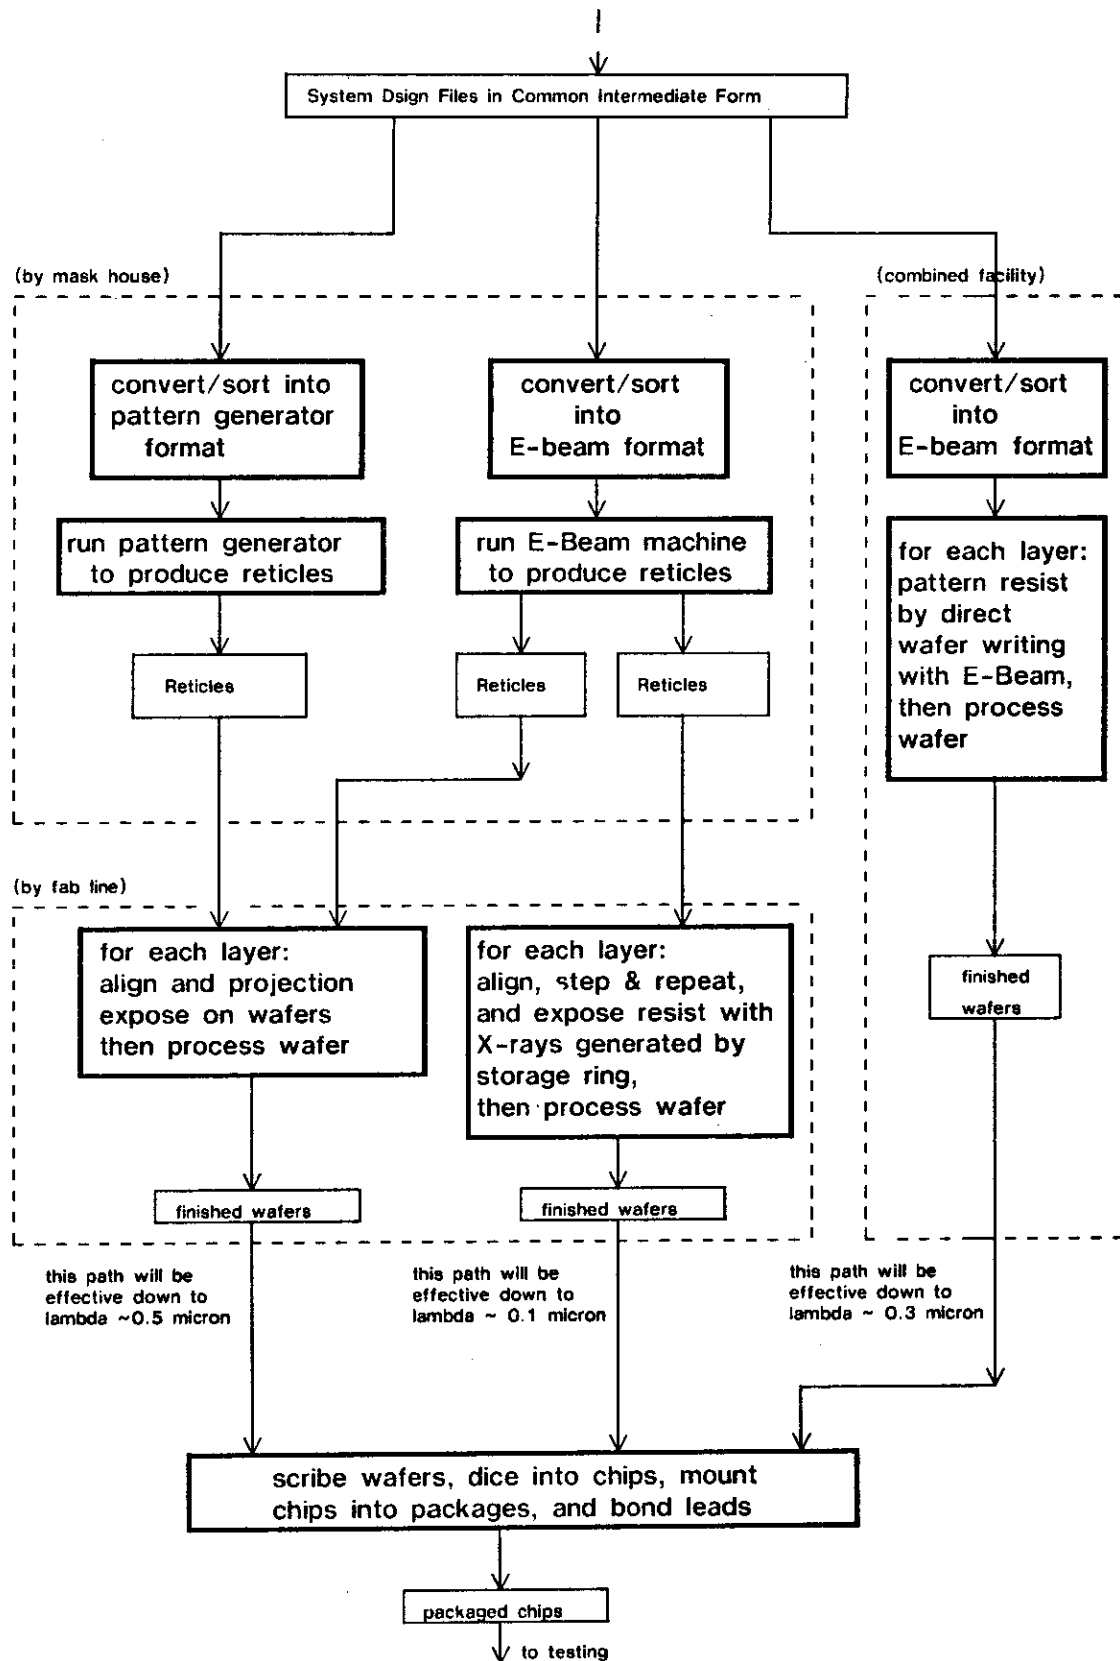 System Dsign Files in Common Intermediate Form
(by mask house)
(combined facility)
convert/sort into
pattern generator
format
convert/sort
into
E-beam format
convert/sort
into
E-beam format
run pattern generator
to produce reticles
run E-Beam machine
to produce reticles
for each layer:
pattern resist
by direct
wafer writing
with E-Beam,
then process
wafer
Reticles
Reticles
Reticles
(by fab line)
for each layer:
align and projection
expose on wafers
then process wafer
for each layer:
align, step & repeat,
and expose resist with
X-rays generated by
storage ring,
then process wafer
finished
wafers
finished wafers
finished wafers
this path will be
effective down to
lambda ~0.5 micron
this path will be
effective down to
lambda ~ 0.1 micron
this path will be
effective down to
lambda ~ 0.3 micron
scribe wafers, dice into chips, mount
chips into packages, and bond leads
packaged chips
to testing